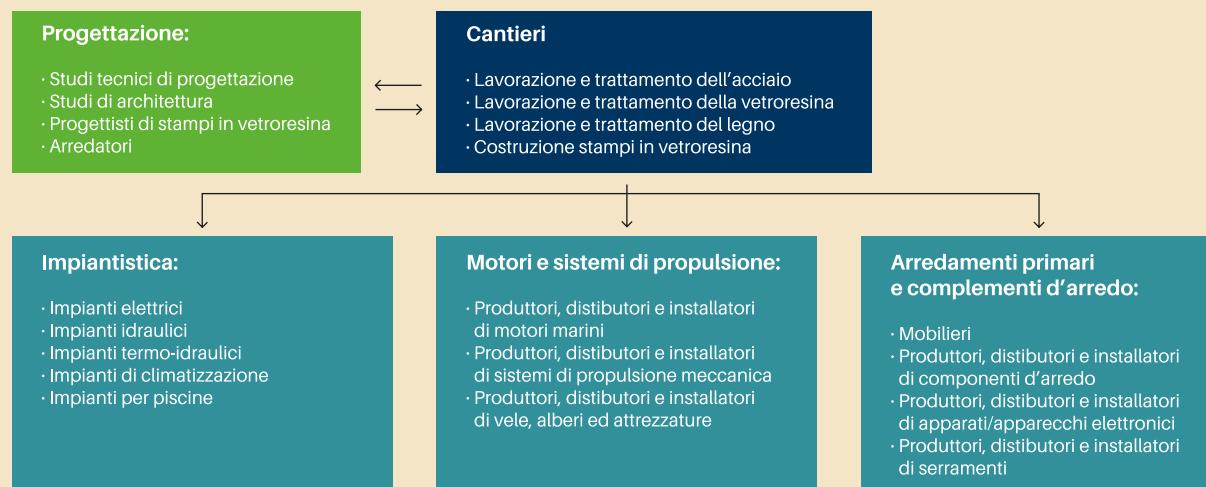 Progettazione:
· Studi tecnici di progettazione
· Studi di architettura
· Progettisti di stampi in vetroresina
· Arredatori
Cantieri
· Lavorazione e trattamento dell’acciaio
· Lavorazione e trattamento della vetroresina
· Lavorazione e trattamento del legno
· Costruzione stampi in vetroresina
Impiantistica:
· Impianti elettrici
· Impianti idraulici
· Impianti termo-idraulici
· Impianti di climatizzazione
· Impianti per piscine
Motori e sistemi di propulsione:
· Produttori, distibutori e installatori
di motori marini
· Produttori, distibutori e installatori
di sistemi di propulsione meccanica
· Produttori, distibutori e installatori
di vele, alberi ed attrezzature
Arredamenti primari
e complementi d’arredo:
· Mobilieri
· Produttori, distibutori e installatori
di componenti d’arredo
· Produttori, distibutori e installatori
di apparati/apparecchi elettronici
· Produttori, distibutori e installatori
di serramenti